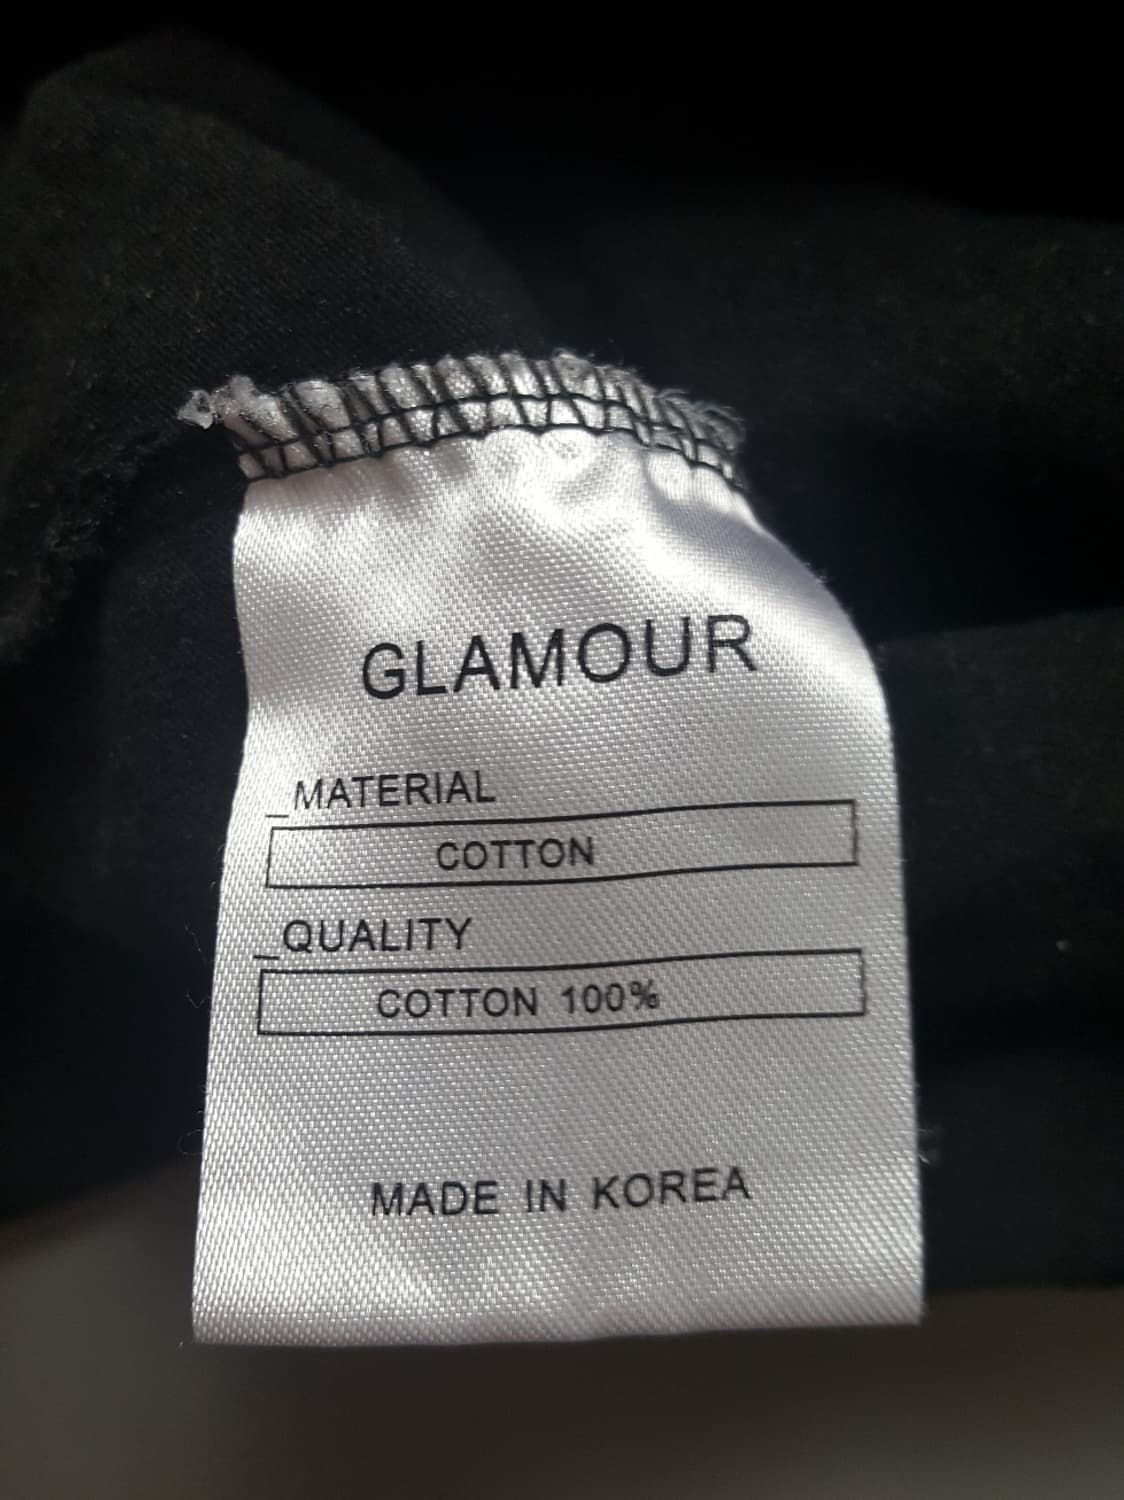 GLAMOUR
_MATERIAL
COTTON
_QUALITY
COTTON 100%
MADE IN KOREA